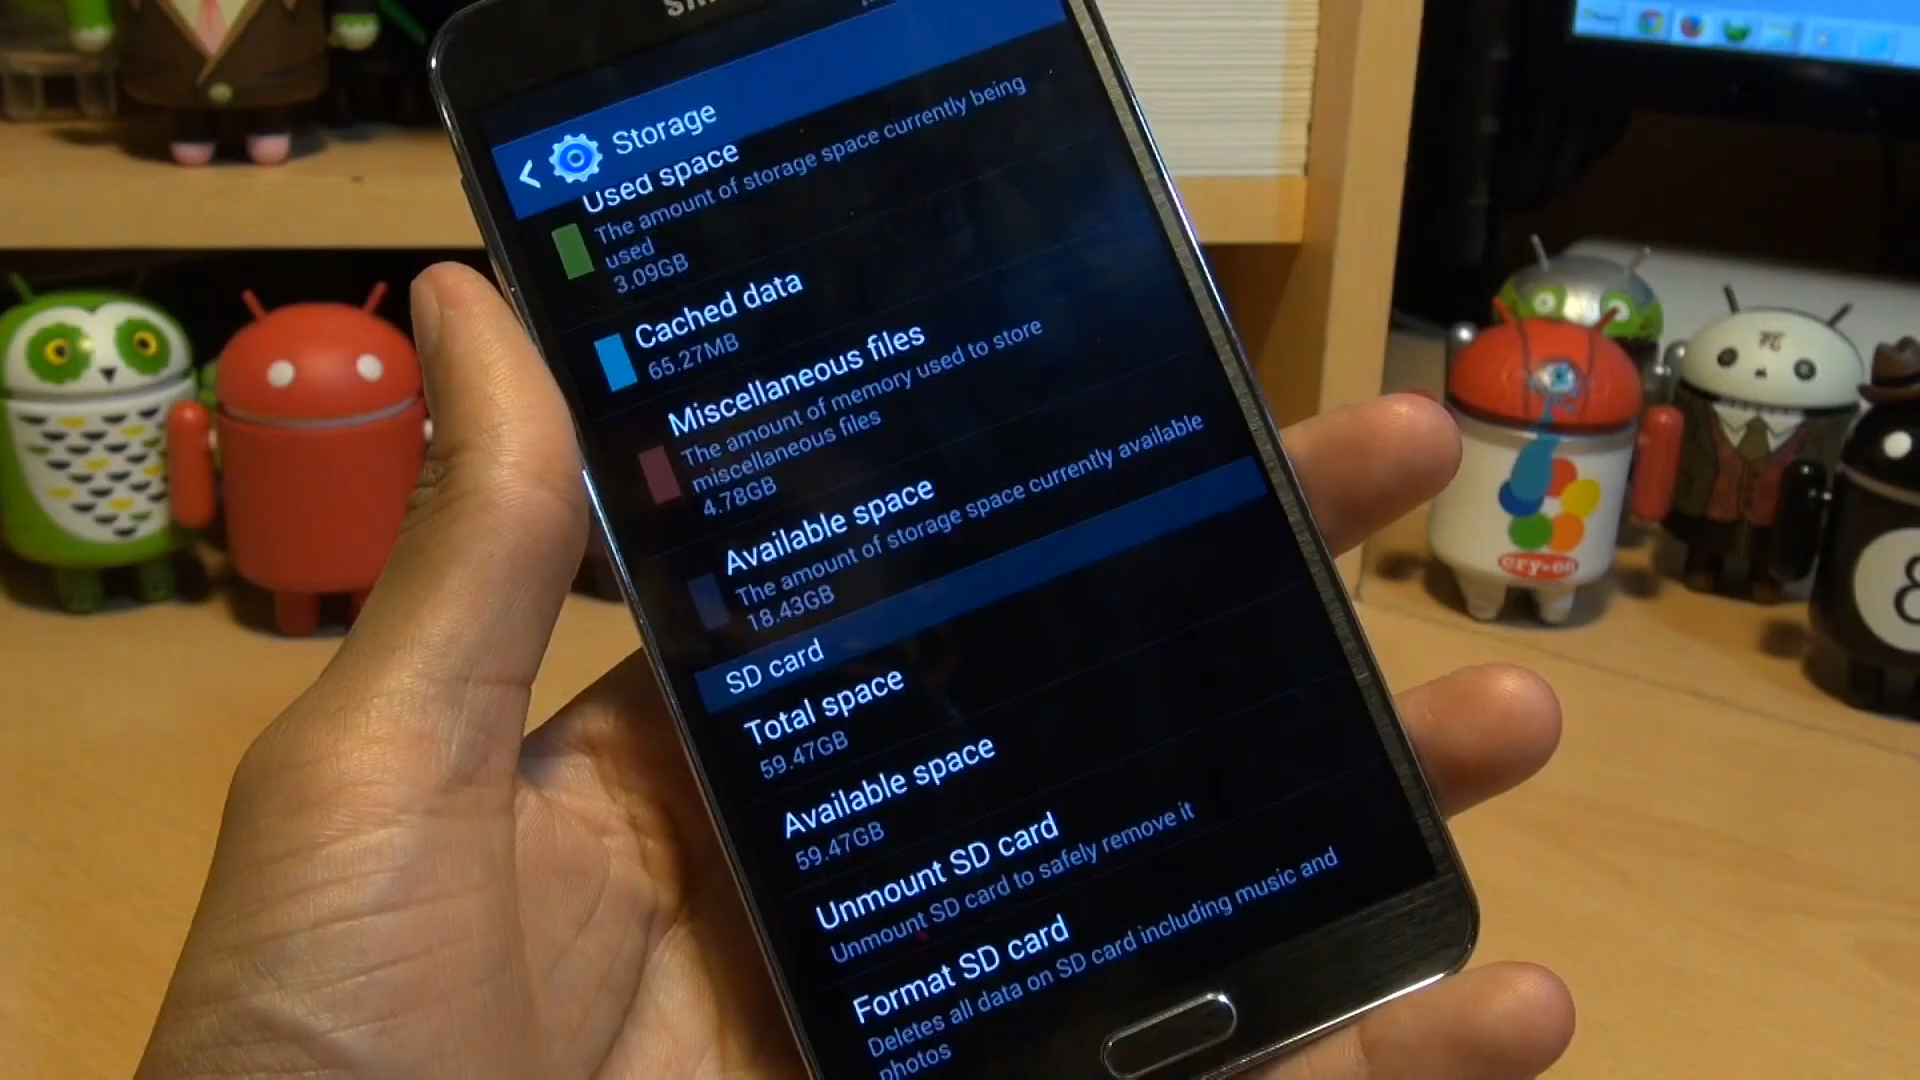 Storage
Used space
The amount of storage space currently being
used
3.09GB
Cached data
65.27MB
Miscellaneous files
The amount of memory used to store
miscellaneous files
4.78GB
Available space
The amount of storage space currently available
18.43GB
SD card
Total space
59.47GB
Available space
59.47GB
Unmount SD card
Unmount SD card to safely remove it
Format SD card
Deletes all data on SD card including music and
photos
cry-on
8